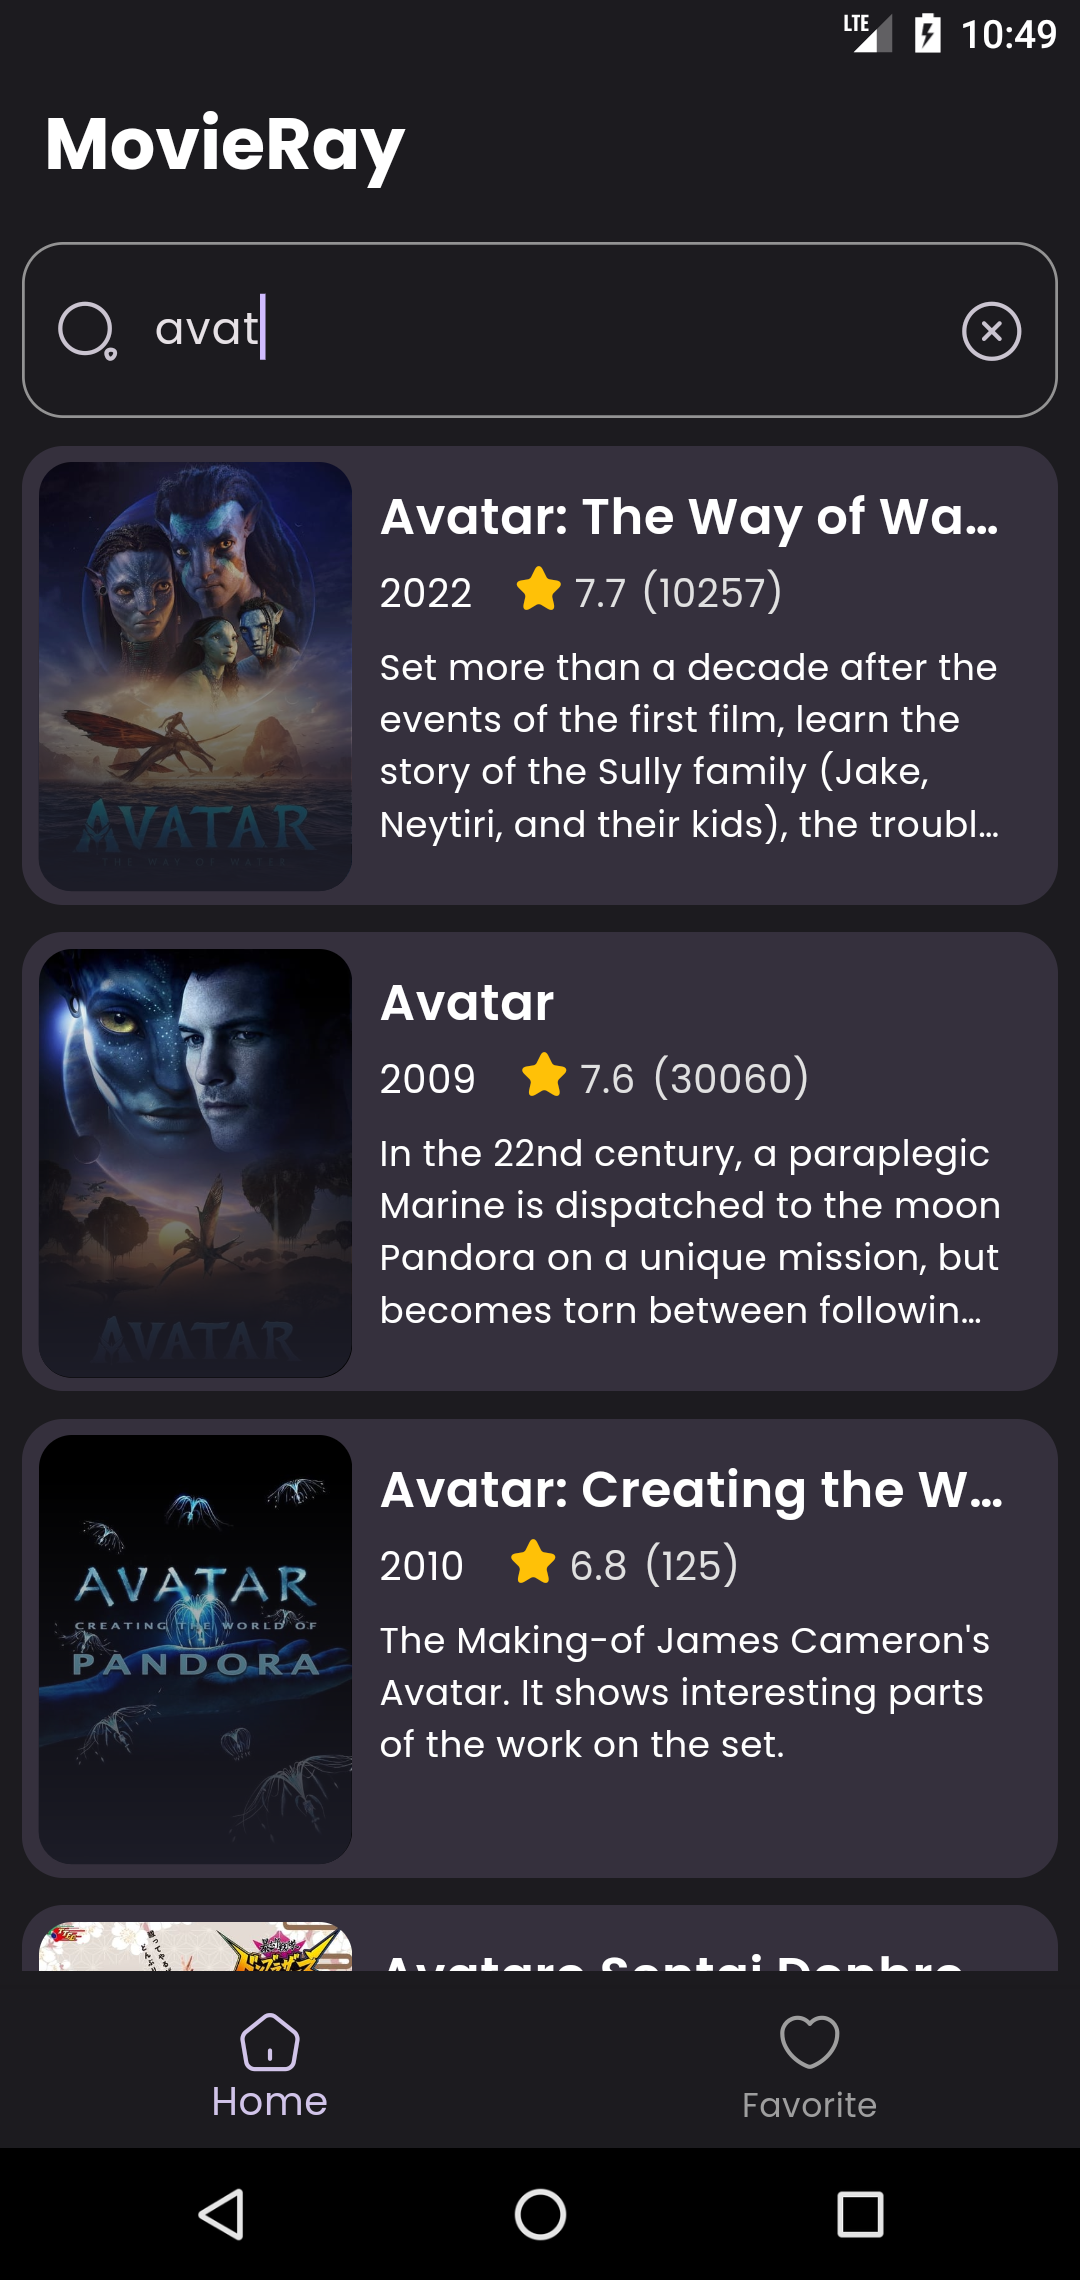 LTE 10:49
MovieRay
avat
Avatar: The Way of Wa...
2022 7.7 (10257)
Set more than a decade after the
events of the first film, learn the
story of the Sully family (Jake,
Neytiri, and their kids), the troubl...
AVATAR
THE WAY OF WATER
Avatar
2009 7.6 (30060)
In the 22nd century, a paraplegic
Marine is dispatched to the moon
Pandora on a unique mission, but
becomes torn between followin...
AVATAR
Avatar: Creating the W...
2010 6.8 (125)
The Making-of James Cameron's
Avatar. It shows interesting parts
of the work on the set.
AVATAR
CREATING THE WORLD OF
PANDORA
Home
Favorite